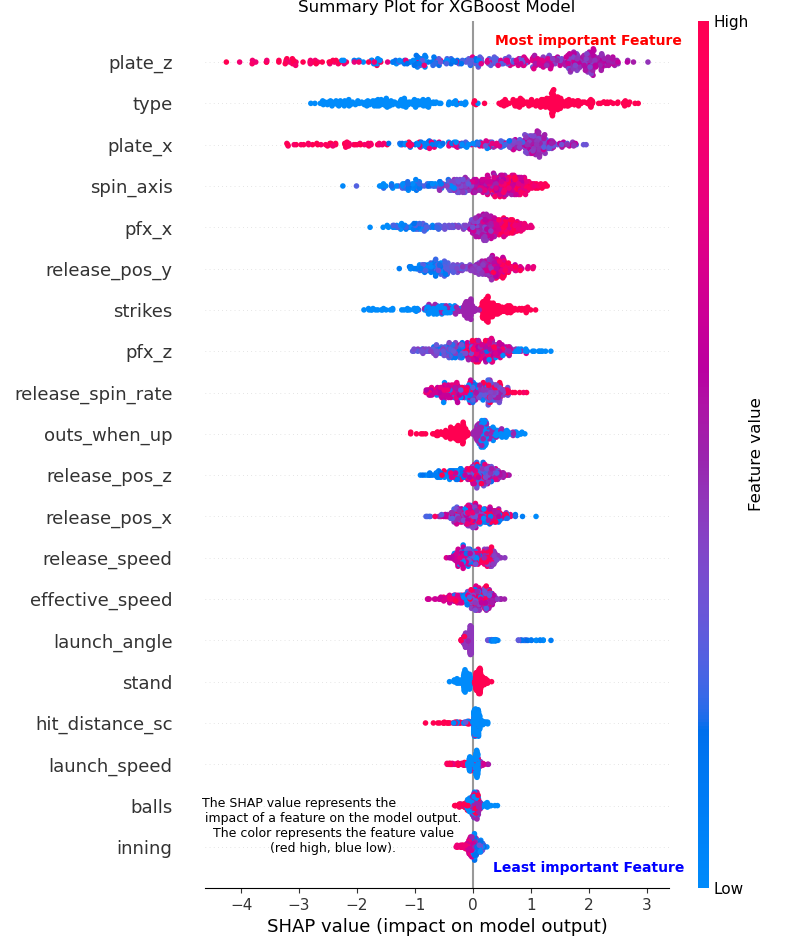 Summary Plot for XGBoost Model
High
Most important Feature
plate_z
type
plate_x
spin_axis
pfx_x
release_pos_y
strikes
pfx_z
release_spin_rate
outs_when_up
release_pos_z
release_pos_x
release_speed
effective_speed
launch_angle
stand
hit_distance_sc
launch_speed
balls
inning
The SHAP value represents the
impact of a feature on the model output.
The color represents the feature value
(red high, blue low).
Least important Feature
Feature value
Low
−4 −3 −2 −1 0 1 2 3
SHAP value (impact on model output)